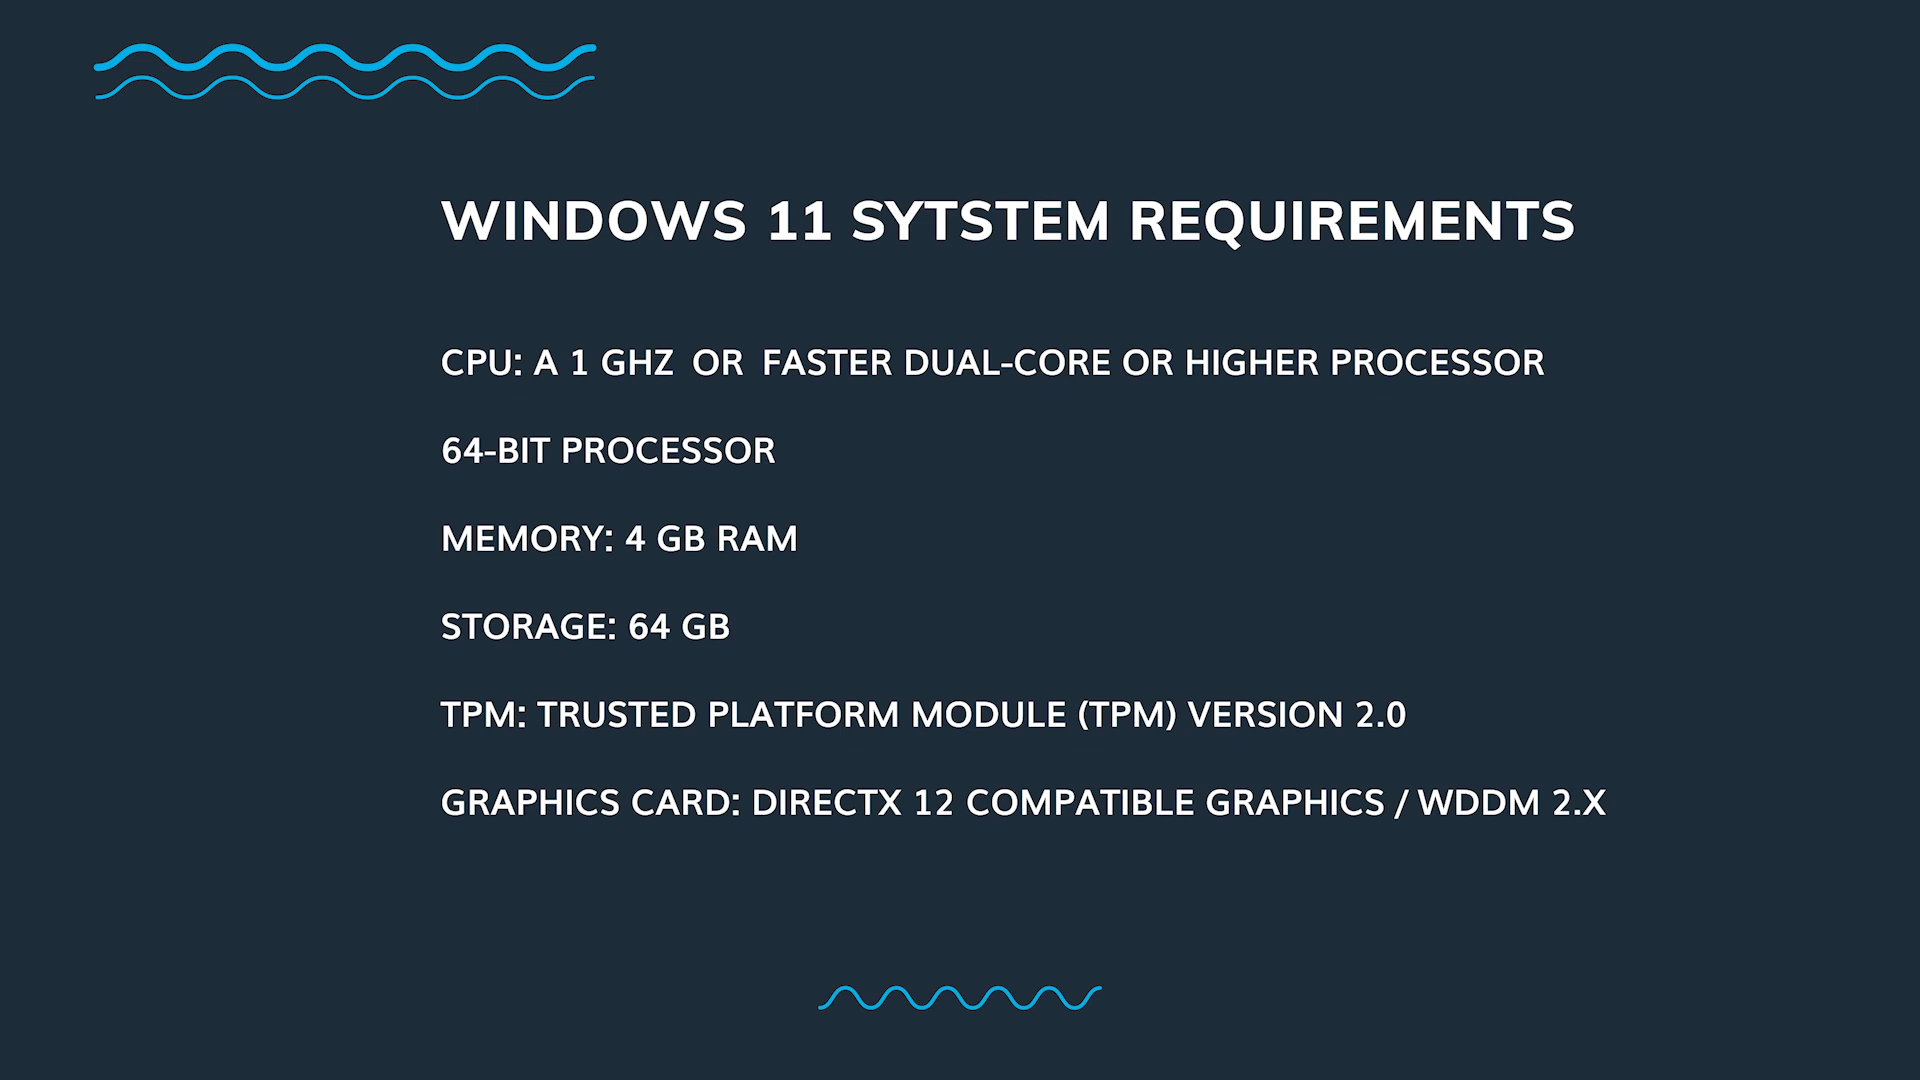 WINDOWS 11 SYTSTEM REQUIREMENTS
CPU: A 1 GHZ OR FASTER DUAL-CORE OR HIGHER PROCESSOR
64-BIT PROCESSOR
MEMORY: 4 GB RAM
STORAGE: 64 GB
TPM: TRUSTED PLATFORM MODULE (TPM) VERSION 2.0
GRAPHICS CARD: DIRECTX 12 COMPATIBLE GRAPHICS / WDDM 2.X